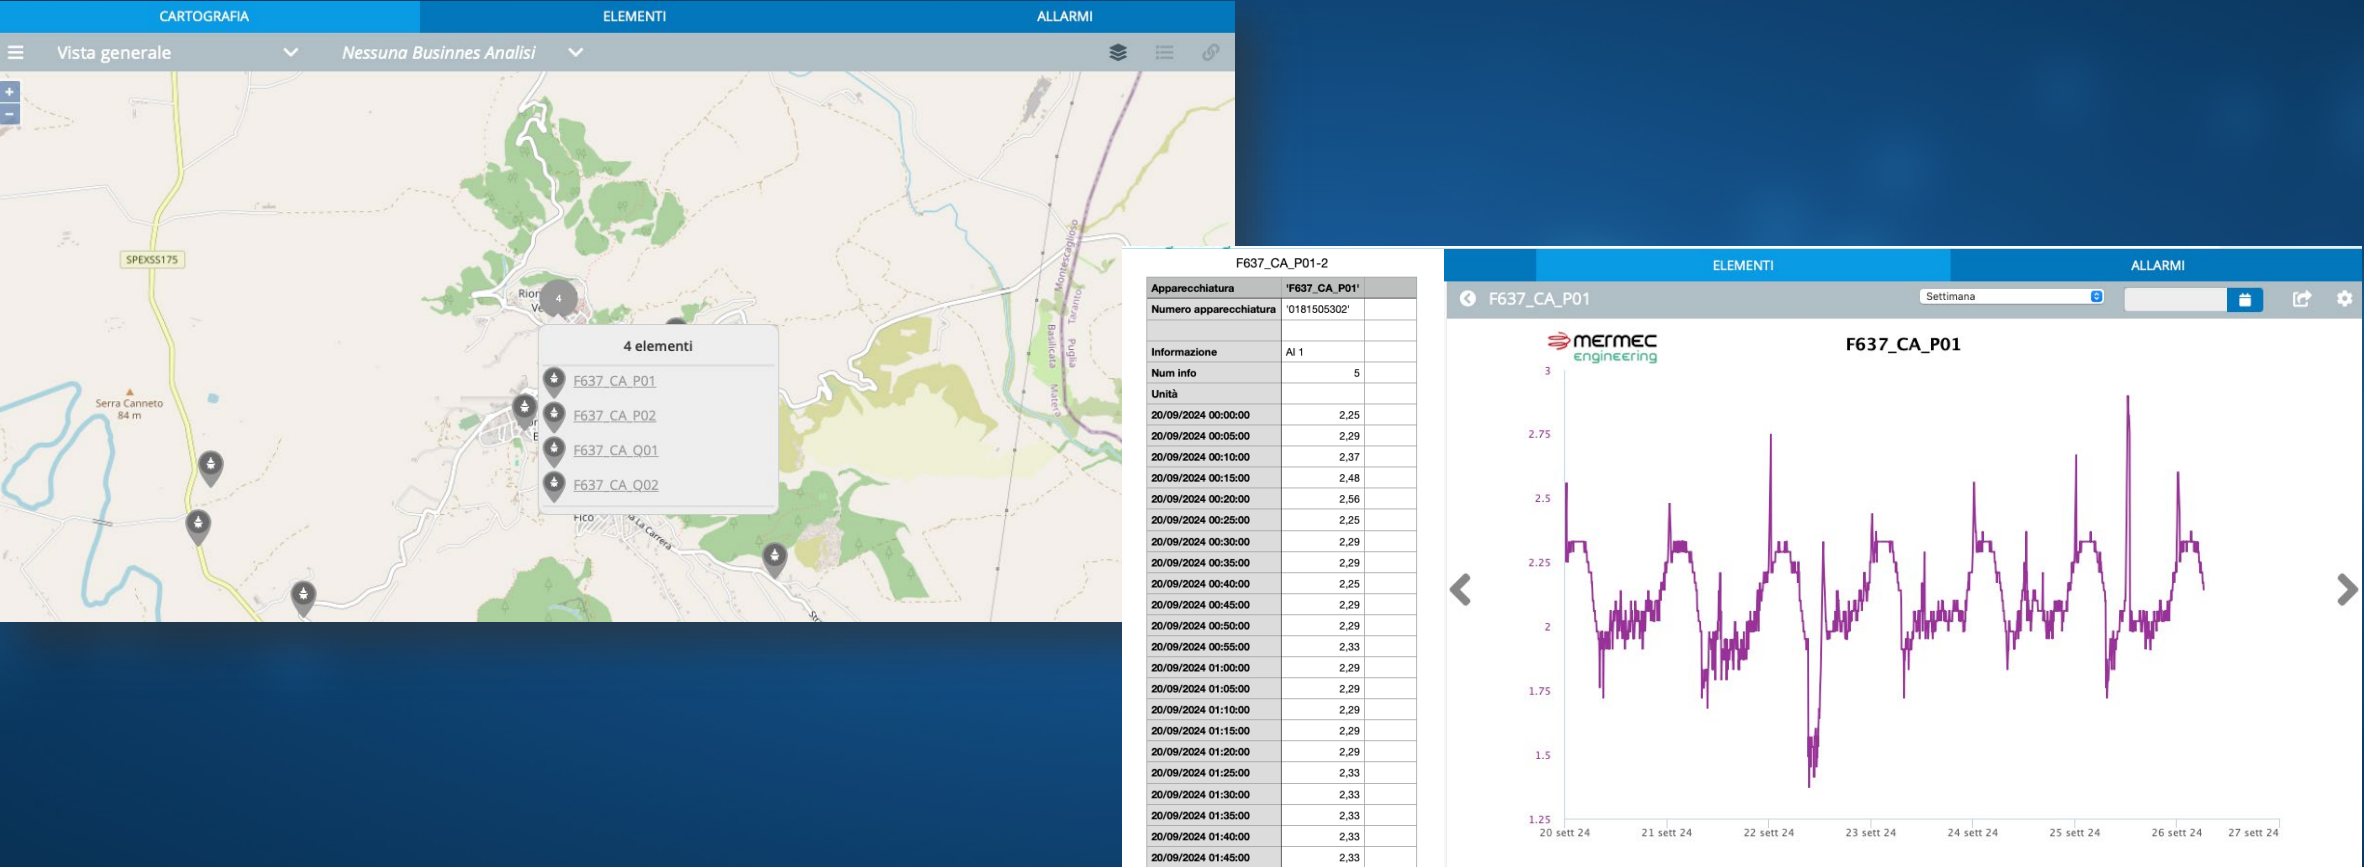 CARTOGRAFIA
ELEMENTI
ALLARMI
Vista generale
Nessuna Businnes Analisi
+
-
SPEXSS175
Serra Canneto
84 m
4
4 elementi
F637_CA_P01
F637_CA_P02
F637_CA_Q01
F637_CA_Q02
Fico
Via La Carrera
Montescaglioso
Taranto
Puglia
Basilicata
Matera
F637_CA_P01-2
Apparecchiatura 'F637_CA_P01'
Numero apparecchiatura '0181505302'
Informazione AI 1
Num info 5
Unità
20/09/2024 00:00:00 2,25
20/09/2024 00:05:00 2,29
20/09/2024 00:10:00 2,37
20/09/2024 00:15:00 2,48
20/09/2024 00:20:00 2,56
20/09/2024 00:25:00 2,25
20/09/2024 00:30:00 2,29
20/09/2024 00:35:00 2,29
20/09/2024 00:40:00 2,25
20/09/2024 00:45:00 2,29
20/09/2024 00:50:00 2,29
20/09/2024 00:55:00 2,33
20/09/2024 01:00:00 2,29
20/09/2024 01:05:00 2,29
20/09/2024 01:10:00 2,29
20/09/2024 01:15:00 2,29
20/09/2024 01:20:00 2,29
20/09/2024 01:25:00 2,33
20/09/2024 01:30:00 2,33
20/09/2024 01:35:00 2,33
20/09/2024 01:40:00 2,33
20/09/2024 01:45:00 2,33
ELEMENTI
ALLARMI
F637_CA_P01
Settimana
mermec
engineering
F637_CA_P01
3
2.75
2.5
2.25
2
1.75
1.5
1.25
20 sett 24
21 sett 24
22 sett 24
23 sett 24
24 sett 24
25 sett 24
26 sett 24
27 sett 24